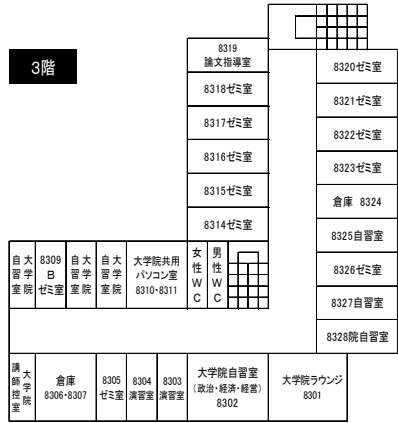 3階
8319
論文指導室
8318ゼミ室
8317ゼミ室
8316ゼミ室
8315ゼミ室
8314ゼミ室
8320ゼミ室
8321ゼミ室
8322ゼミ室
8323ゼミ室
倉庫 8324
8325自習室
8326ゼミ室
8327自習室
8328院自習室
大学院
自習室
8309
B
ゼミ室
大学院
自習室
大学院
自習室
大学院共用
パソコン室
8310・8311
女性WC
男性WC
大学院
講師控室
倉庫
8306・8307
8305
ゼミ室
8304
演習室
8303
演習室
大学院自習室
(政治・経済・経営)
8302
大学院ラウンジ
8301